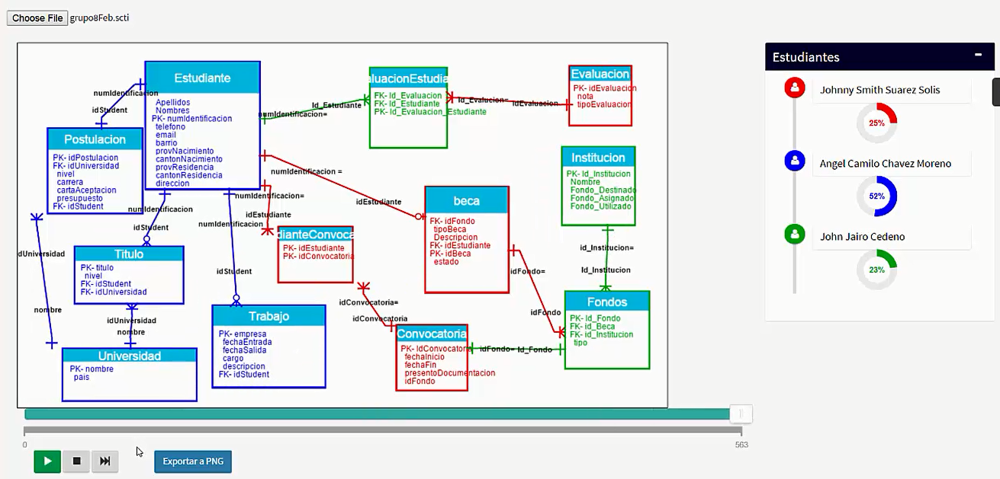 Choose File grupo8Feb.scti
Estudiante
Apellidos
Nombres
PK- numIdentificacion
telefono
email
barrio
provNacimiento
cantonNacimiento
provResidencia
cantonResidencia
direccion
numIdentificacion
idStudent
Postulacion
PK- idPostulacion
FK- idUniversidad
nivel
carrera
cartaAceptacion
presupuesto
FK- idStudent
numIdentificacion=
Id_Estudiante
luacionEstudia
FK- Id_Evaluacion
FK- Id_Estudiante
PK- Id_Evaluacion_Estudiante
Id_Evaluacion=
idEvaluacion
Evaluacion
PK- idEvaluacion
nota
tipoEvaluacion
Institucion
PK- Id_Institucion
Nombre
Fondo_Destinado
Fondo_Asignado
Fondo_Utilizado
numIdentificacion =
idEstudiante
beca
FK- idFondo
tipoBeca
Descripcion
FK- idEstudiante
PK- idBeca
estado
numIdentificacion
idStudent
numIdentificacion=
idEstudiante
numIdentificacion
idStudent
dianteConvoca
PK- idEstudiante
PK- idConvocatoria
id_Institucion=
Id_Institucion
idFondo=
idFondo
dUniversidad
nombre
Titulo
PK- titulo
nivel
FK- idStudent
FK- idUniversidad
idUniversidad
nombre
Universidad
PK- nombre
pais
Trabajo
PK- empresa
fechaEntrada
fechaSalida
cargo
descripcion
FK- idStudent
idConvocatoria=
idConvocatoria
Convocatoria
PK- IdConvocatoria
fechaInicio
fechaFin
presentoDocumentacion
idFondo
idFondo= Id_Fondo
Fondos
PK- Id_Fondo
FK- id_Beca
FK- id_Institucion
tipo
0
563
Exportar a PNG
Estudiantes
Johnny Smith Suarez Solis
25%
Angel Camilo Chavez Moreno
52%
John Jairo Cedeno
23%